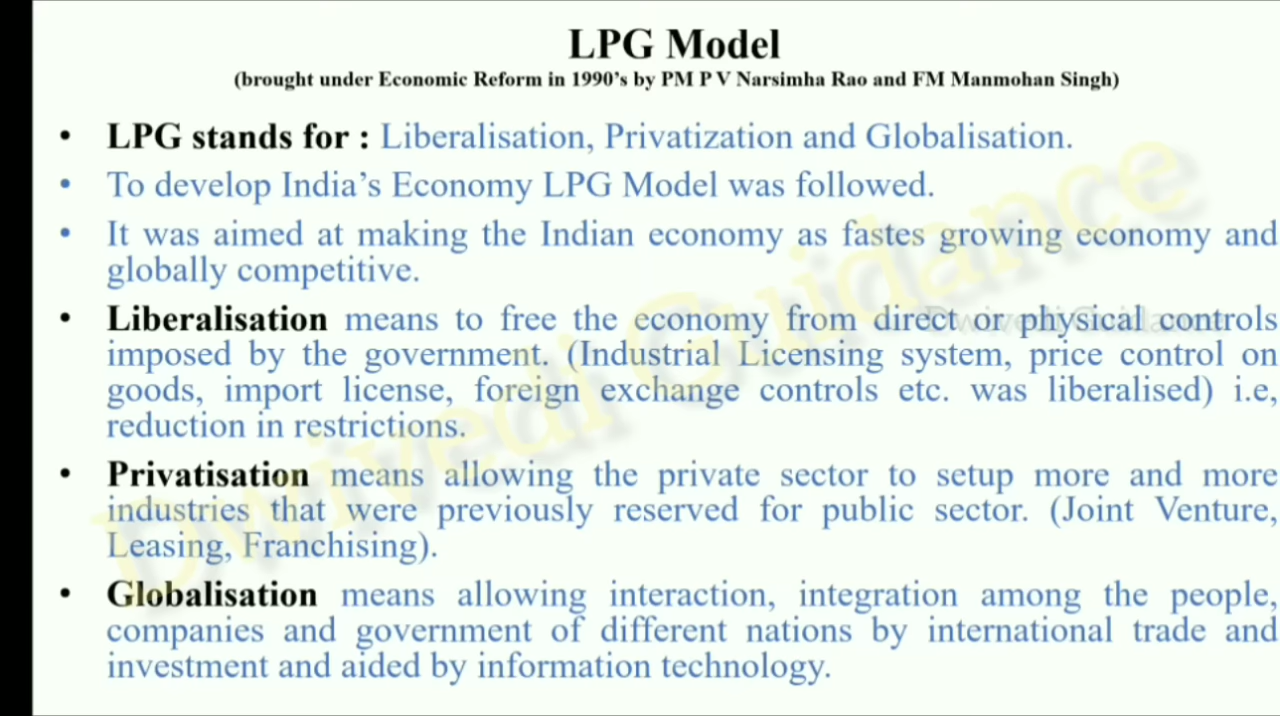 LPG Model
(brought under Economic Reform in 1990's by PM P V Narsimha Rao and FM Manmohan Singh)
• LPG stands for : Liberalisation, Privatization and Globalisation.
• To develop India's Economy LPG Model was followed.
• It was aimed at making the Indian economy as fastes growing economy and
globally competitive.
• Liberalisation means to free the economy from direct or physical controls
imposed by the government. (Industrial Licensing system, price control on
goods, import license, foreign exchange controls etc. was liberalised) i.e,
reduction in restrictions.
• Privatisation means allowing the private sector to setup more and more
industries that were previously reserved for public sector. (Joint Venture,
Leasing, Franchising).
• Globalisation means allowing interaction, integration among the people,
companies and government of different nations by international trade and
investment and aided by information technology.
Dwivedi Guidance
Dwivedi Guidance